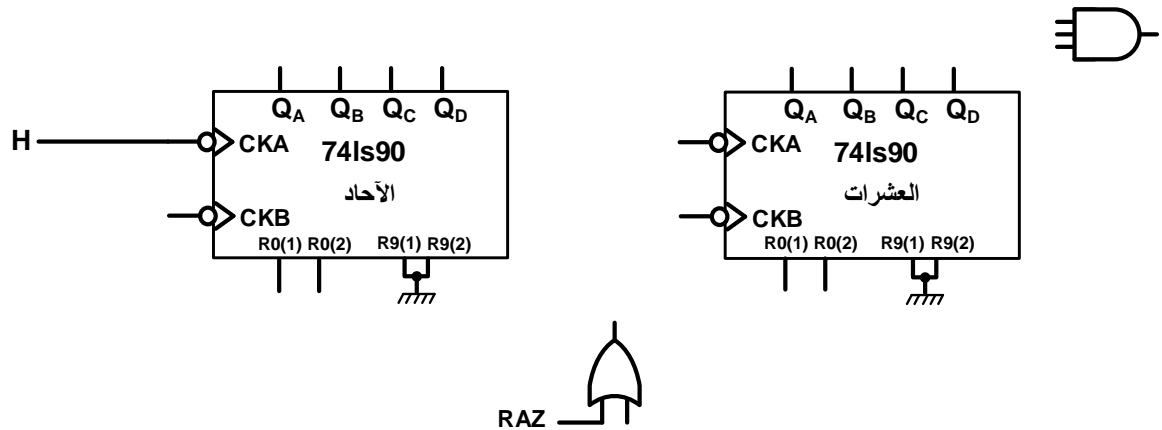 QA QB QC QD
H CKA 74ls90
الآحاد
CKB
R0(1) R0(2) R9(1) R9(2)
QA QB QC QD
CKA 74ls90
العشرات
CKB
R0(1) R0(2) R9(1) R9(2)
RAZ